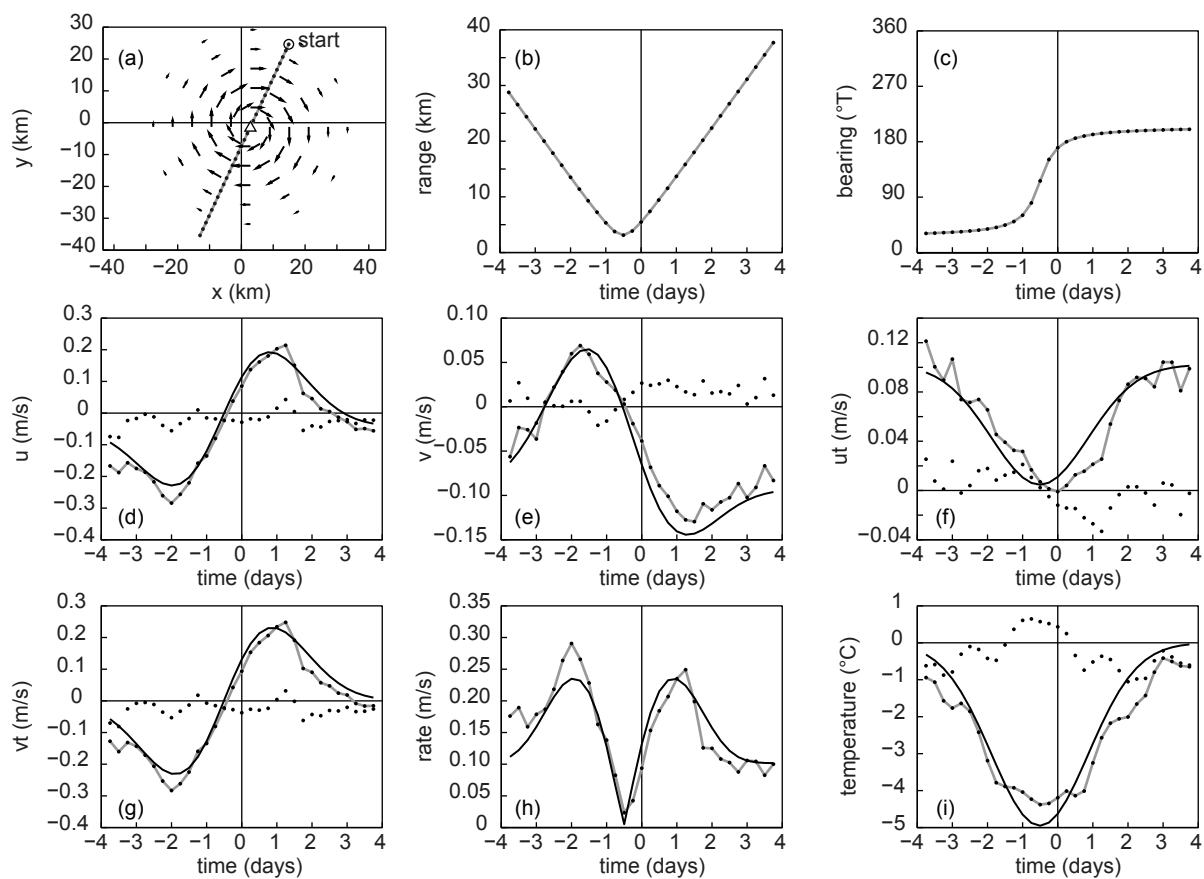 30
20
10
0
−10
−20
−30
−40
y (km)
(a)
start
−40 −20 0 20 40
x (km)
40
30
20
10
0
range (km)
(b)
−4 −3 −2 −1 0 1 2 3 4
time (days)
360
270
180
90
0
bearing (°T)
(c)
−4 −3 −2 −1 0 1 2 3 4
time (days)
0.3
0.2
0.1
0
−0.1
−0.2
−0.3
−0.4
u (m/s)
(d)
−4 −3 −2 −1 0 1 2 3 4
time (days)
0.10
0.05
0
−0.05
−0.10
−0.15
v (m/s)
(e)
−4 −3 −2 −1 0 1 2 3 4
time (days)
0.12
0.08
0.04
0
−0.04
ut (m/s)
(f)
−4 −3 −2 −1 0 1 2 3 4
time (days)
0.3
0.2
0.1
0
−0.1
−0.2
−0.3
−0.4
vt (m/s)
(g)
−4 −3 −2 −1 0 1 2 3 4
time (days)
0.35
0.30
0.25
0.20
0.15
0.10
0.05
0
rate (m/s)
(h)
−4 −3 −2 −1 0 1 2 3 4
time (days)
1
0
−1
−2
−3
−4
−5
temperature (°C)
(i)
−4 −3 −2 −1 0 1 2 3 4
time (days)